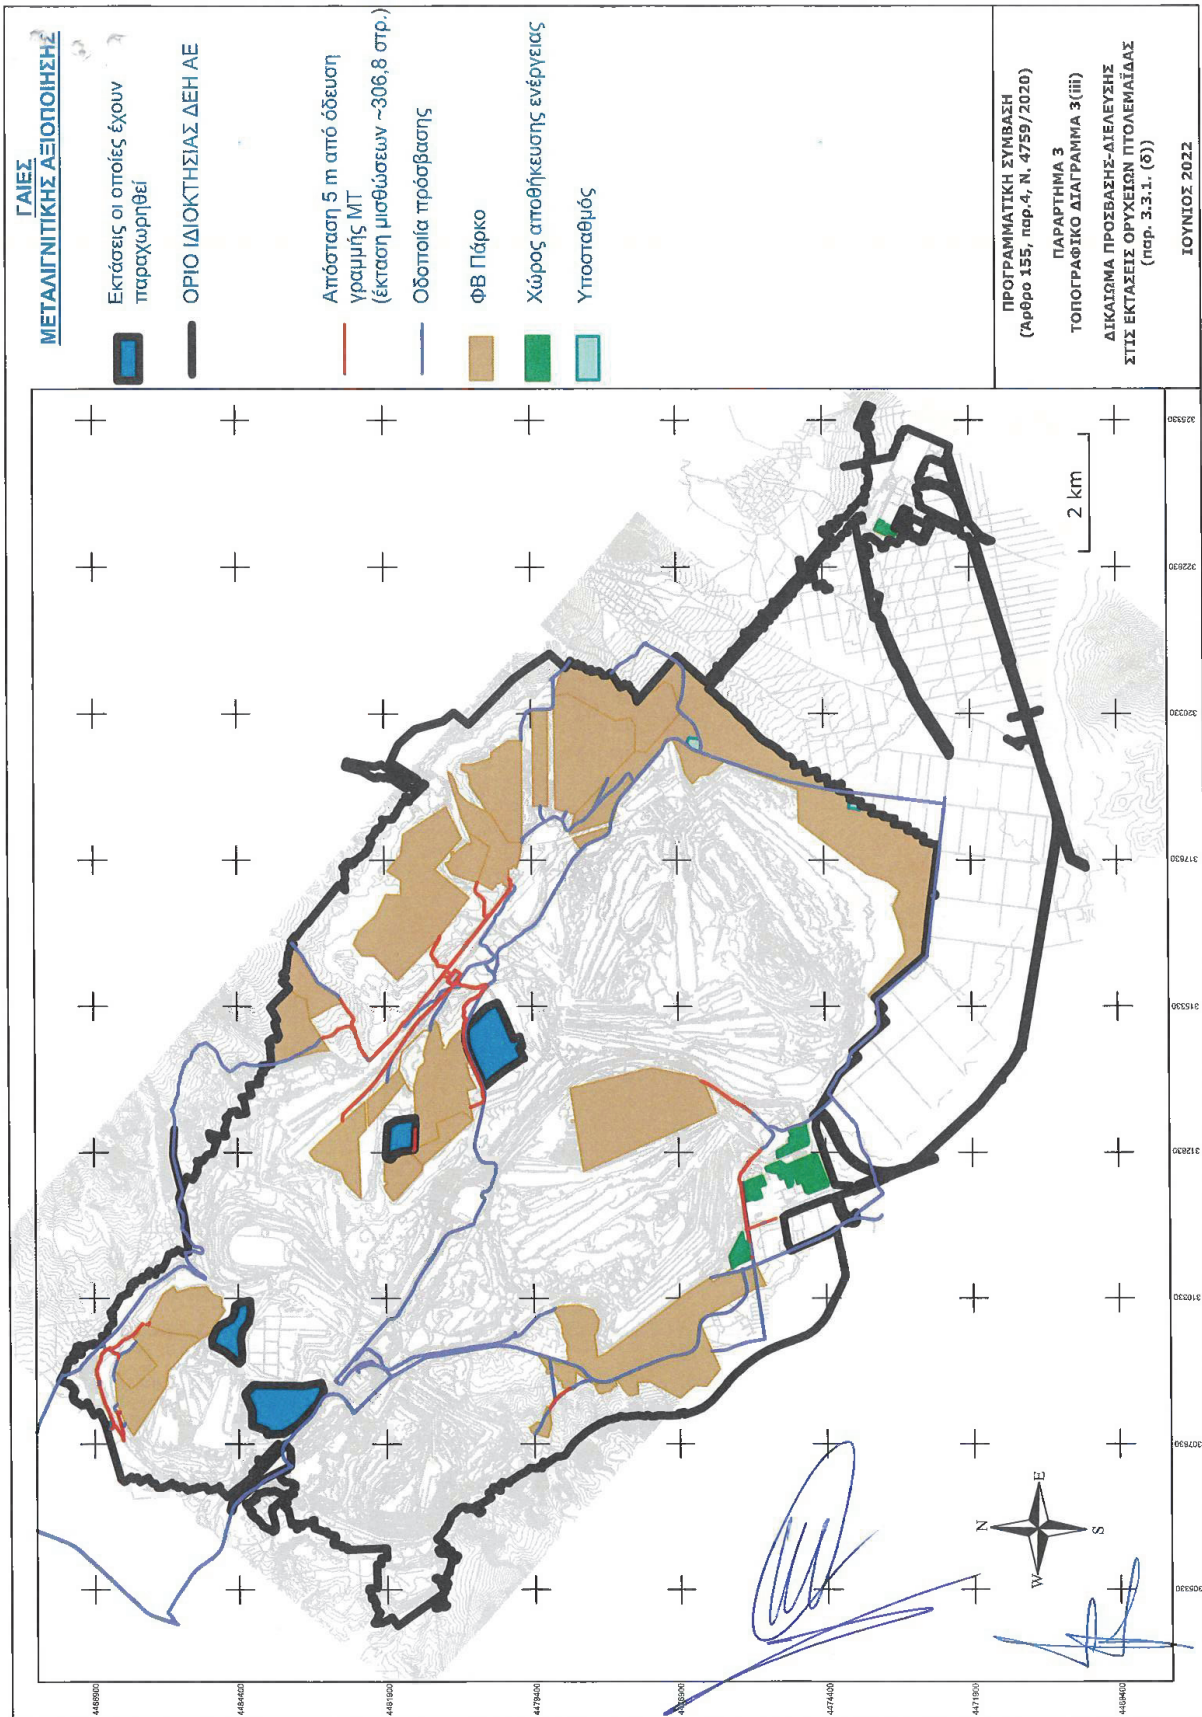 ΓΑΙΕΣ
ΜΕΤΑΛΙΓΝΙΤΙΚΗΣ ΑΞΙΟΠΟΙΗΣΗΣ
Εκτάσεις οι οποίες έχουν
παραχωρηθεί
ΟΡΙΟ ΙΔΙΟΚΤΗΣΙΑΣ ΔΕΗ ΑΕ
Απόσταση 5 m από όδευση
γραμμής ΜΤ
(έκταση μισθώσεων ~306,8 στρ.)
Οδοποιία πρόσβασης
ΦΒ Πάρκο
Χώρος αποθήκευσης ενέργειας
Υποσταθμός
ΠΡΟΓΡΑΜΜΑΤΙΚΗ ΣΥΜΒΑΣΗ
(Άρθρο 155, παρ.4, Ν. 4759/2020)
ΠΑΡΑΡΤΗΜΑ 3
ΤΟΠΟΓΡΑΦΙΚΟ ΔΙΑΓΡΑΜΜΑ 3(iii)
ΔΙΚΑΙΩΜΑ ΠΡΟΣΒΑΣΗΣ-ΔΙΕΛΕΥΣΗΣ
ΣΤΙΣ ΕΚΤΑΣΕΙΣ ΟΡΥΧΕΙΩΝ ΠΤΟΛΕΜΑΪΔΑΣ
(παρ. 3.3.1. (δ))
ΙΟΥΝΙΟΣ 2022
2 km
N
E
S
W
305330
307830
310330
312830
315330
317830
320330
322830
325330
4486900
4484400
4481900
4479400
4476900
4474400
4471900
4469400